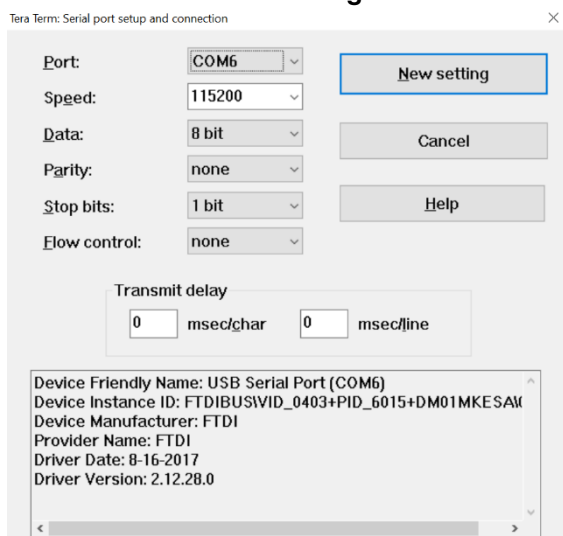 Tera Term: Serial port setup and connection
Port: COM6
New setting
Speed: 115200
Data: 8 bit
Cancel
Parity: none
Stop bits: 1 bit
Help
Flow control: none
Transmit delay
0 msec/char 0 msec/line
Device Friendly Name: USB Serial Port (COM6)
Device Instance ID: FTDIBUS\VID_0403+PID_6015+DM01MKESA\
Device Manufacturer: FTDI
Provider Name: FTDI
Driver Date: 8-16-2017
Driver Version: 2.12.28.0